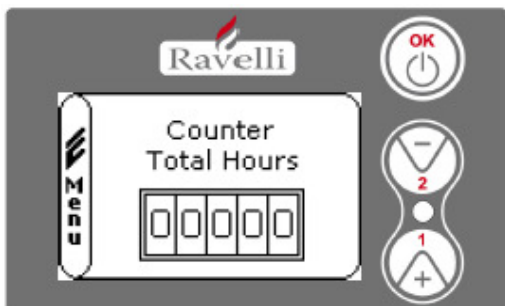 Ravelli
OK
Menu
Counter
Total Hours
00000
−
2
1
+